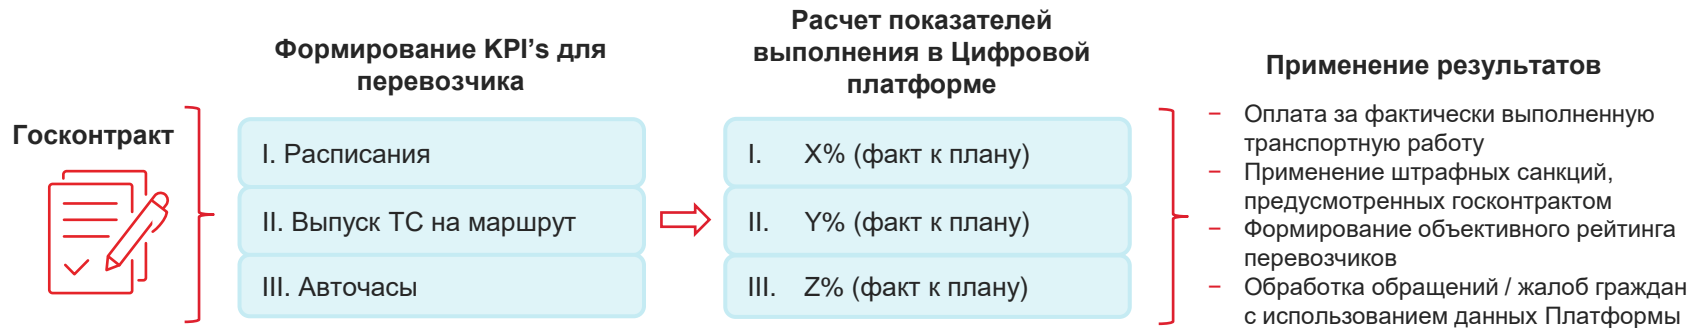 Госконтракт
Формирование KPI's для
перевозчика
I. Расписания
II. Выпуск ТС на маршрут
III. Авточасы
Расчет показателей
выполнения в Цифровой
платформе
I. X% (факт к плану)
II. Y% (факт к плану)
III. Z% (факт к плану)
Применение результатов
− Оплата за фактически выполненную
транспортную работу
− Применение штрафных санкций,
предусмотренных госконтрактом
− Формирование объективного рейтинга
перевозчиков
− Обработка обращений / жалоб граждан
с использованием данных Платформы